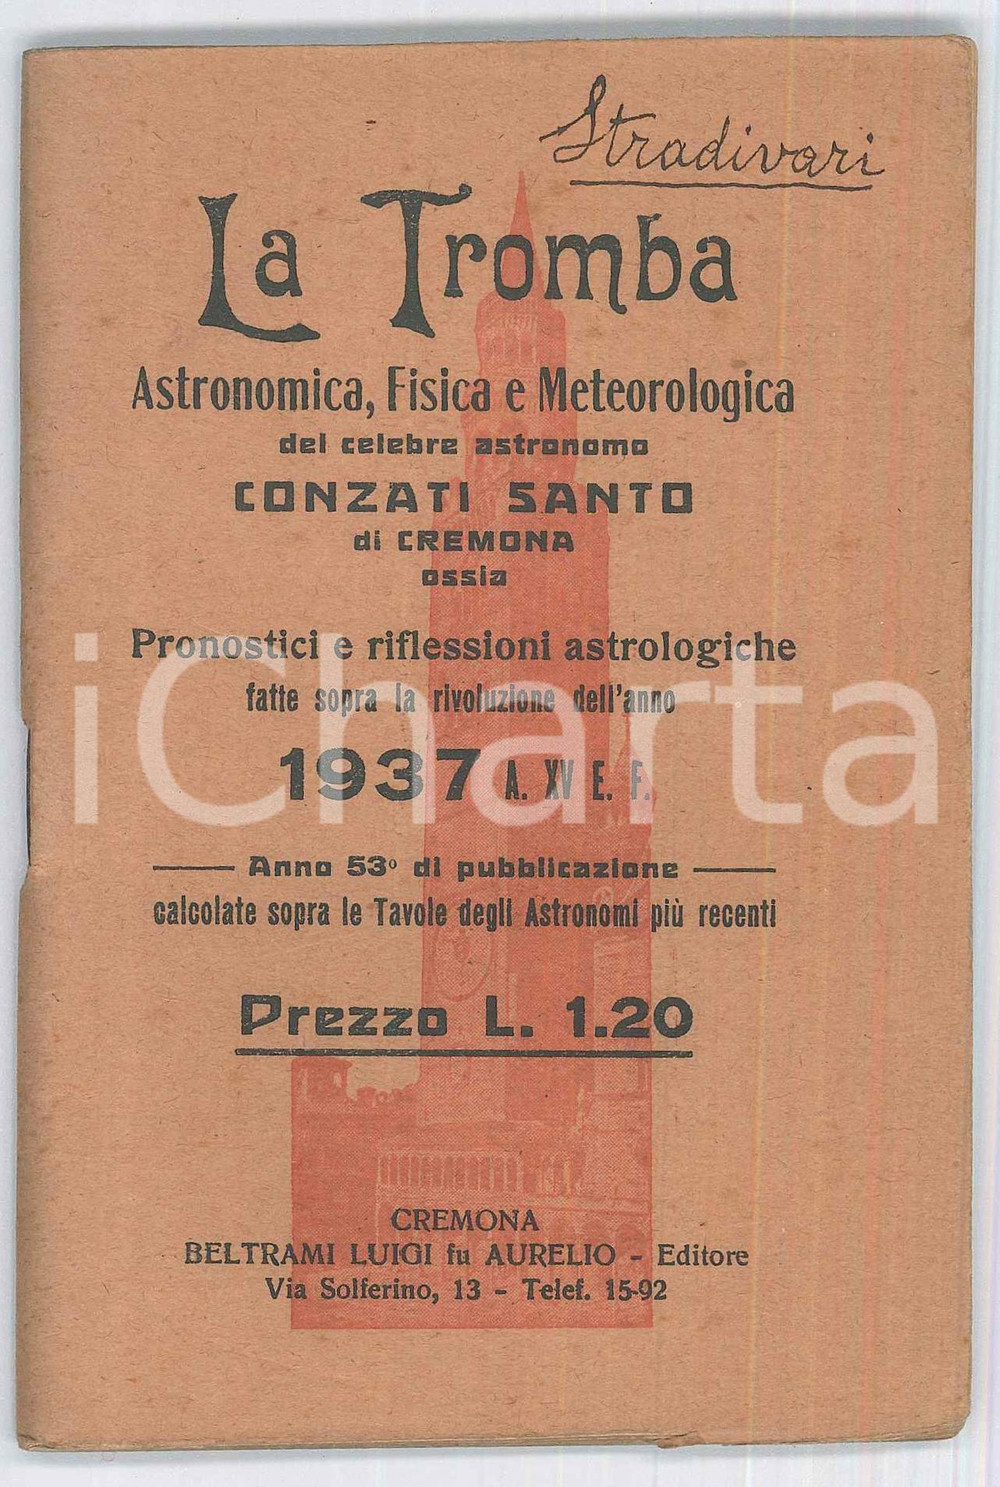 Stradivari
La Tromba
Astronomica, Fisica e Meteorologica
del celebre astronomo
CONZATI SANTO
di CREMONA
ossia
Pronostici e riflessioni astrologiche
fatte sopra la rivoluzione dell'anno
1937 A. XV E. F.
iCharta
Anno 53º di pubblicazione
calcolate sopra le Tavole degli Astronomi più recenti
Prezzo L. 1.20
CREMONA
BELTRAMI LUIGI fu AURELIO - Editore
Via Solferino, 13 - Telef. 15-92